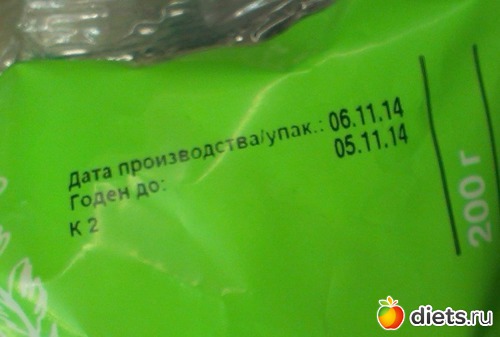 Дата производства/упак.: 06.11.14
Годен до: 05.11.14
К 2
200 г
diets.ru